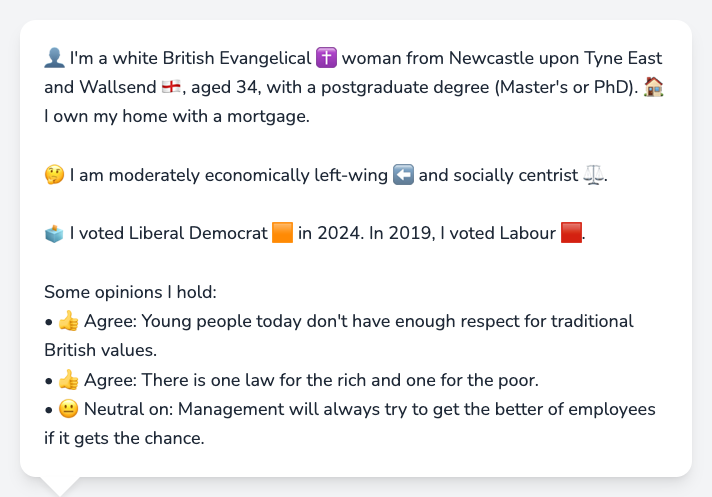 👤 I'm a white British Evangelical ✝️ woman from Newcastle upon Tyne East
and Wallsend 🏴󠁧󠁢󠁥󠁮󠁧󠁿, aged 34, with a postgraduate degree (Master's or PhD). 🏠
I own my home with a mortgage.
🤔 I am moderately economically left-wing ⬅️ and socially centrist ⚖️.
🗳️ I voted Liberal Democrat 🟧 in 2024. In 2019, I voted Labour 🟥.
Some opinions I hold:
• 👍 Agree: Young people today don't have enough respect for traditional
British values.
• 👍 Agree: There is one law for the rich and one for the poor.
• 😐 Neutral on: Management will always try to get the better of employees
if it gets the chance.